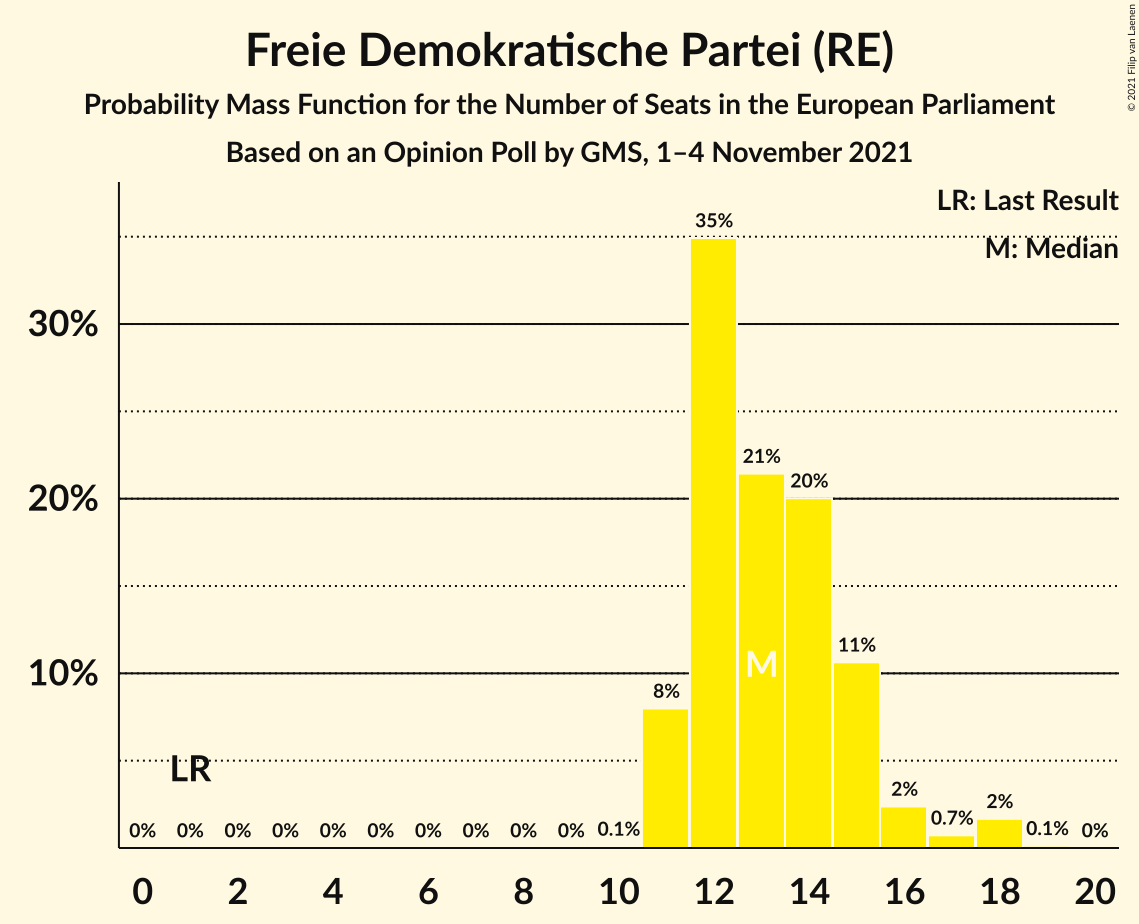 Freie Demokratische Partei (RE)
Probability Mass Function for the Number of Seats in the European Parliament
Based on an Opinion Poll by GMS, 1–4 November 2021
© 2021 Filip van Laenen
LR: Last Result
M: Median
30%
20%
10%
0% 0% 0% 0% 0% 0% 0% 0% 0% 0% 0.1% 8% 35% 21% 20% 11% 2% 0.7% 2% 0.1% 0%
LR
M
0 2 4 6 8 10 12 14 16 18 20